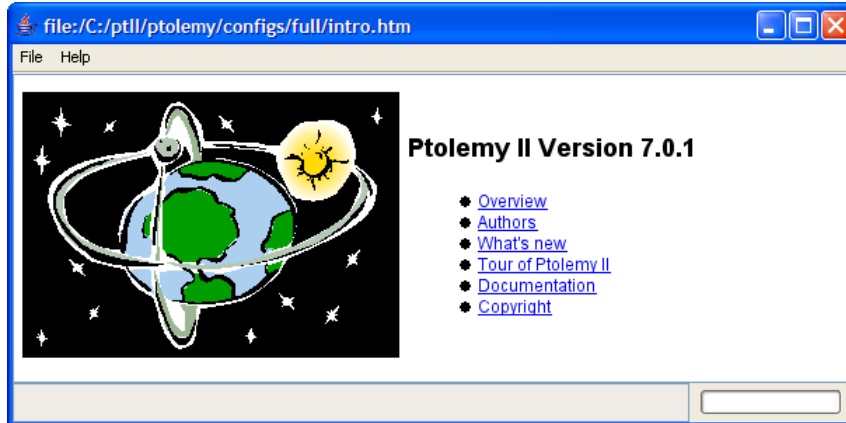 file:/C:/ptII/ptolemy/configs/full/intro.htm
File Help
Ptolemy II Version 7.0.1
Overview
Authors
What's new
Tour of Ptolemy II
Documentation
Copyright